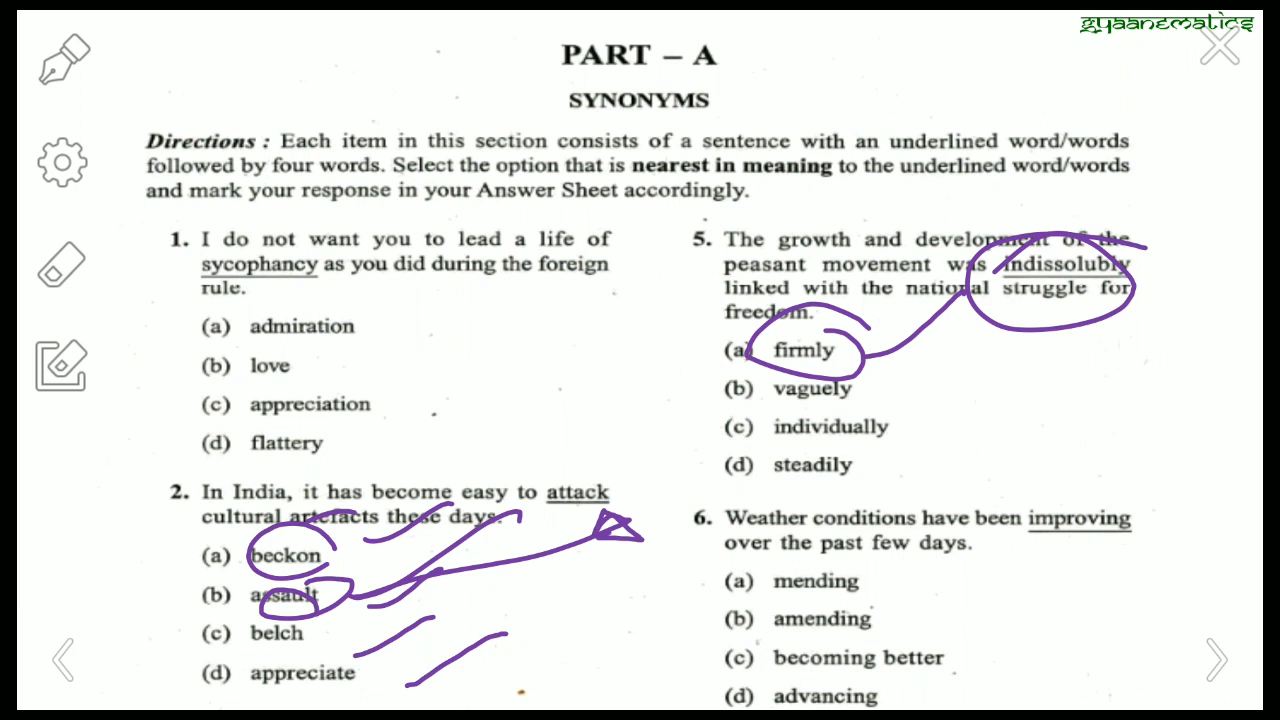 gyaanematics
PART – A
SYNONYMS
Directions : Each item in this section consists of a sentence with an underlined word/words
followed by four words. Select the option that is nearest in meaning to the underlined word/words
and mark your response in your Answer Sheet accordingly.
1. I do not want you to lead a life of
sycophancy as you did during the foreign
rule.
(a) admiration
(b) love
(c) appreciation
(d) flattery
2. In India, it has become easy to attack
cultural artefacts these days.
(a) beckon
(b) assault
(c) belch
(d) appreciate
5. The growth and development of the
peasant movement was indissolubly
linked with the national struggle for
freedom.
(a) firmly
(b) vaguely
(c) individually
(d) steadily
6. Weather conditions have been improving
over the past few days.
(a) mending
(b) amending
(c) becoming better
(d) advancing